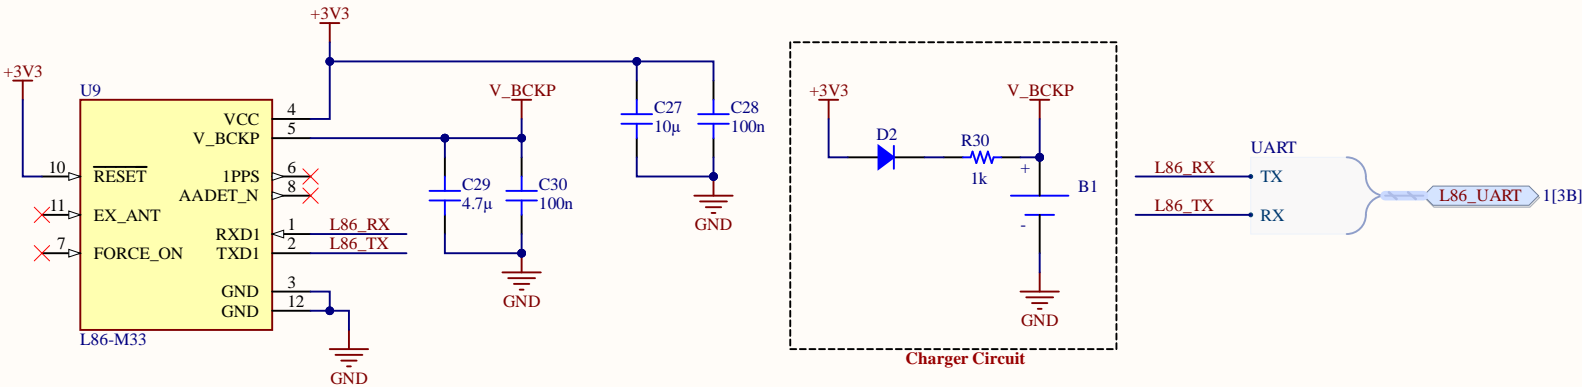 +3V3
+3V3
U9
VCC
4
V_BCKP
5
V_BCKP
10
RESET
1PPS
6
AADET_N
8
11
EX_ANT
RXD1
1
L86_RX
7
FORCE_ON
TXD1
2
L86_TX
GND
3
GND
12
L86-M33
GND
C29
4.7µ
C30
100n
GND
C27
10µ
C28
100n
GND
+3V3
V_BCKP
D2
R30
1k
+
B1
-
GND
Charger Circuit
UART
L86_RX
TX
L86_TX
RX
L86_UART
1[3B]